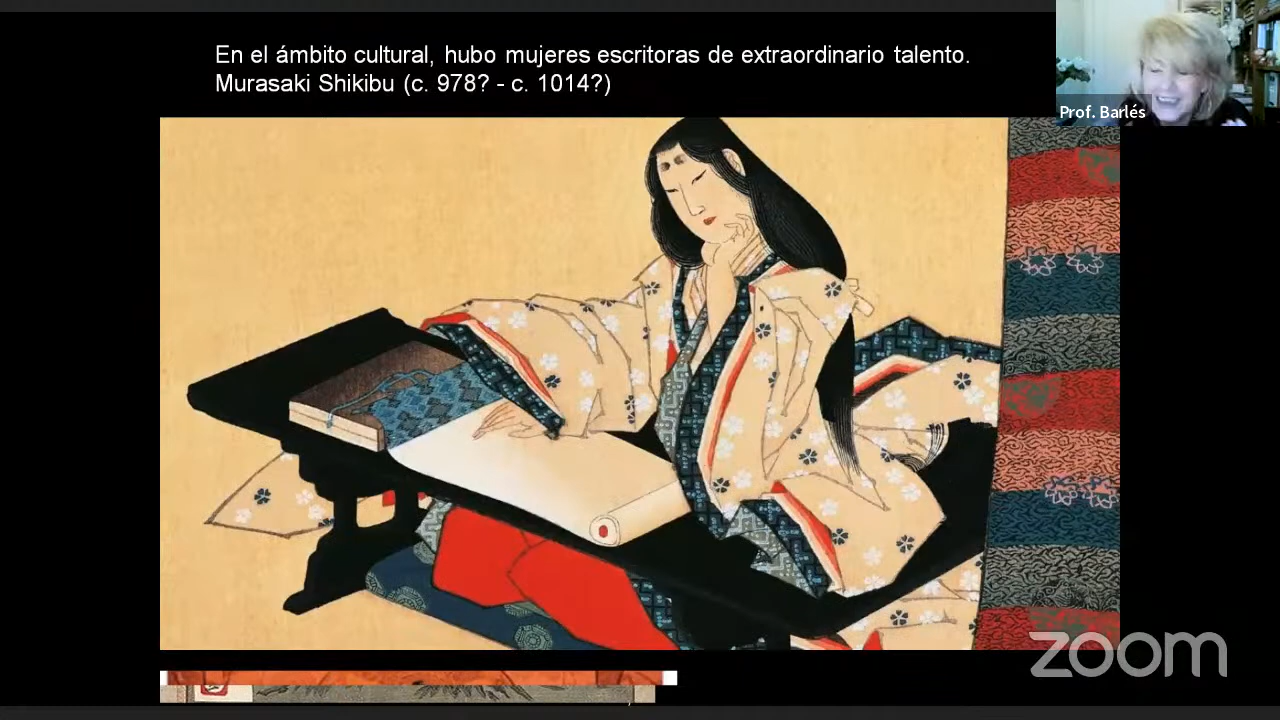 En el ámbito cultural, hubo mujeres escritoras de extraordinario talento.
Murasaki Shikibu (c. 978? - c. 1014?)
Prof. Barlés
zoom